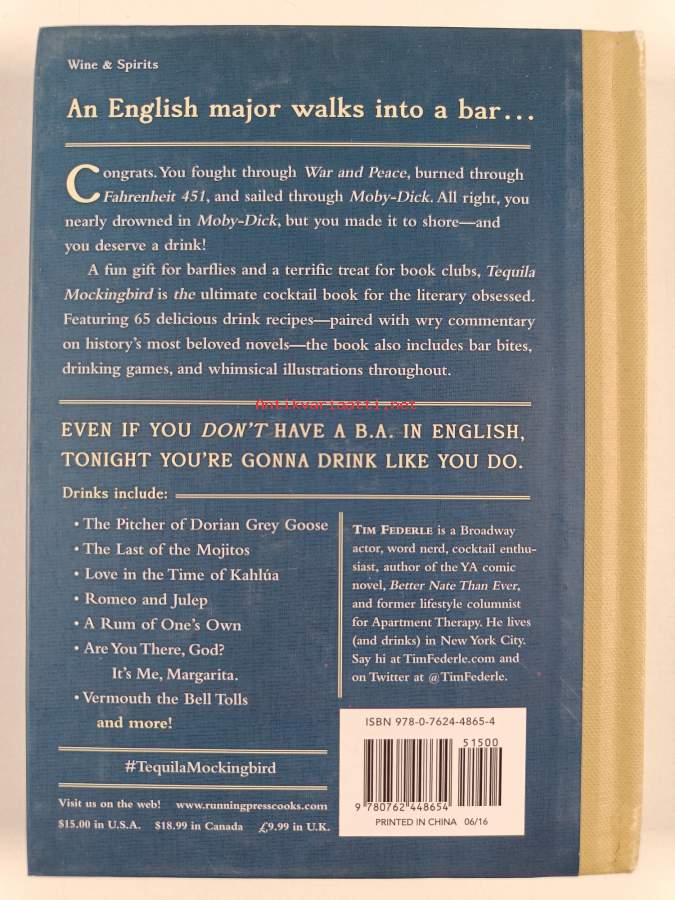 Wine & Spirits
An English major walks into a bar...
Congrats. You fought through War and Peace, burned through
Fahrenheit 451, and sailed through Moby-Dick. All right, you
nearly drowned in Moby-Dick, but you made it to shore—and
you deserve a drink!
A fun gift for barflies and a terrific treat for book clubs, Tequila
Mockingbird is the ultimate cocktail book for the literary obsessed.
Featuring 65 delicious drink recipes—paired with wry commentary
on history's most beloved novels—the book also includes bar bites,
drinking games, and whimsical illustrations throughout.
Antikvariaatti.net
EVEN IF YOU DON'T HAVE A B.A. IN ENGLISH,
TONIGHT YOU'RE GONNA DRINK LIKE YOU DO.
Drinks include:
• The Pitcher of Dorian Grey Goose
• The Last of the Mojitos
• Love in the Time of Kahlúa
• Romeo and Julep
• A Rum of One's Own
• Are You There, God?
It's Me, Margarita.
• Vermouth the Bell Tolls
and more!
TIM FEDERLE is a Broadway
actor, word nerd, cocktail enthu-
siast, author of the YA comic
novel, Better Nate Than Ever,
and former lifestyle columnist
for Apartment Therapy. He lives
(and drinks) in New York City.
Say hi at TimFederle.com and
on Twitter at @TimFederle.
#TequilaMockingbird
Visit us on the web! www.runningpresscooks.com
$15.00 in U.S.A. $18.99 in Canada £9.99 in U.K.
ISBN 978-0-7624-4865-4
51500
9 780762 448654
PRINTED IN CHINA 06/16